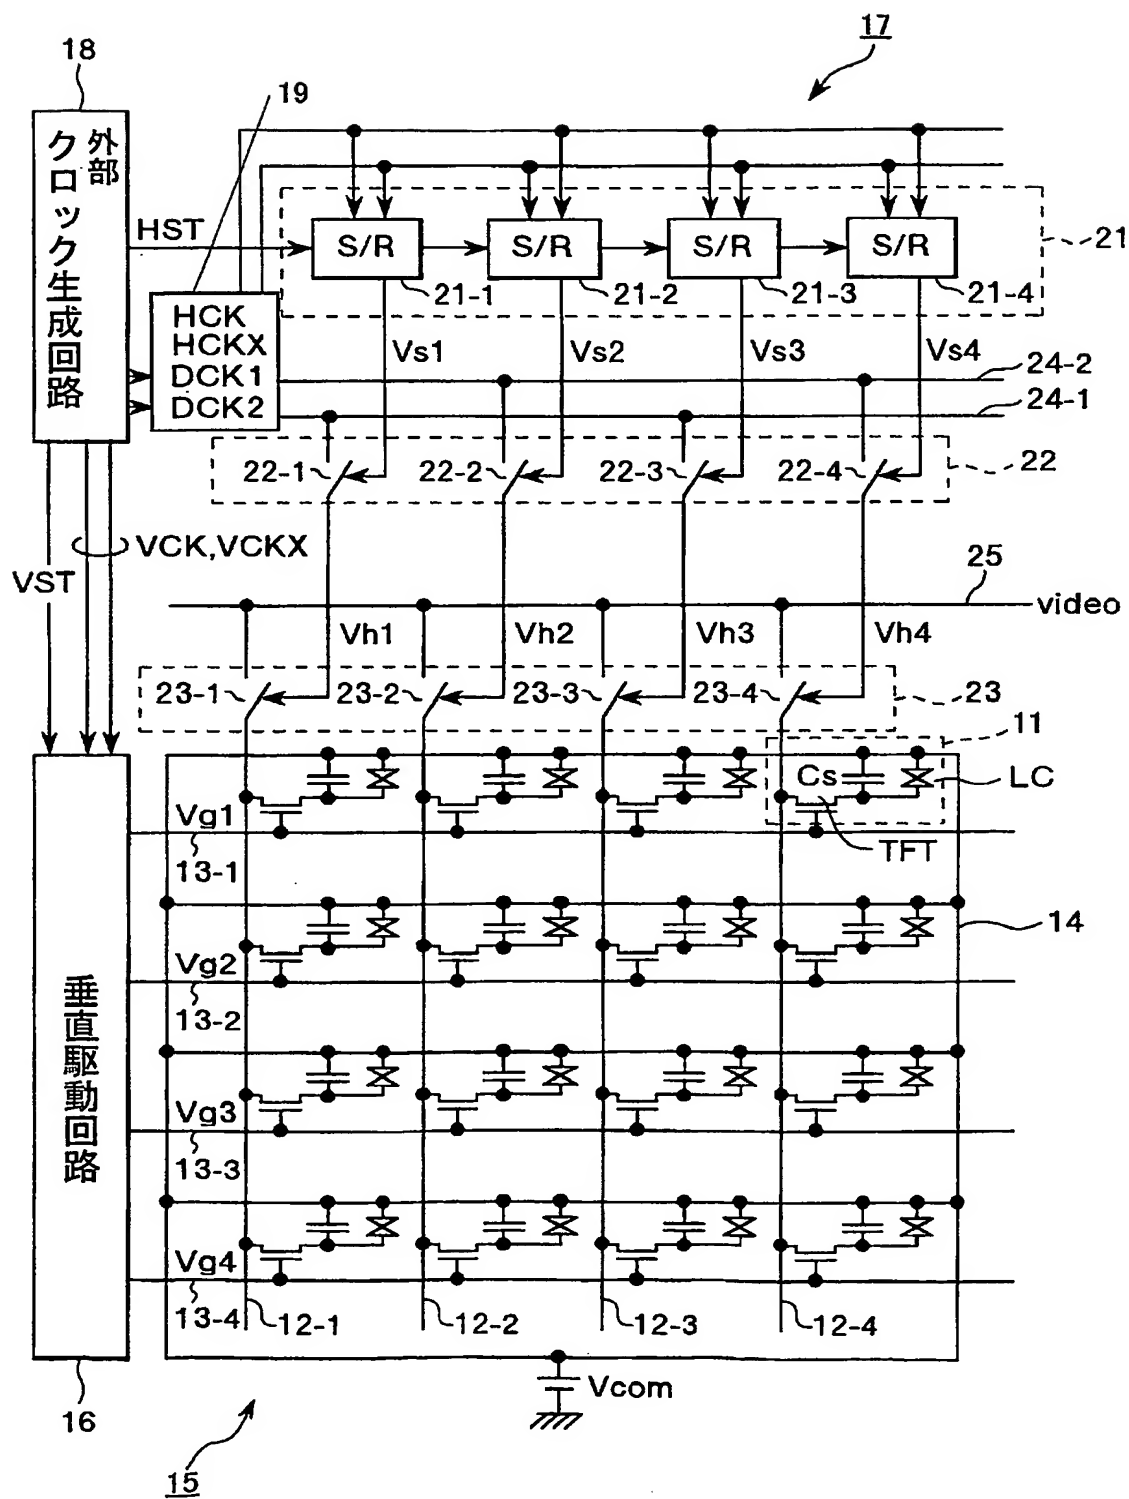 17
18
外部
クロック生成回路
19
HST
S/R
S/R
S/R
S/R
21
21-1
21-2
21-3
21-4
HCK
HCKX
DCK1
DCK2
Vs1
Vs2
Vs3
Vs4
24-2
24-1
22-1
22-2
22-3
22-4
22
VCK,VCKX
VST
25
video
Vh1
Vh2
Vh3
Vh4
23-1
23-2
23-3
23-4
23
11
Cs
LC
Vg1
TFT
13-1
14
Vg2
13-2
垂直駆動回路
Vg3
13-3
Vg4
13-4
12-1
12-2
12-3
12-4
Vcom
16
15